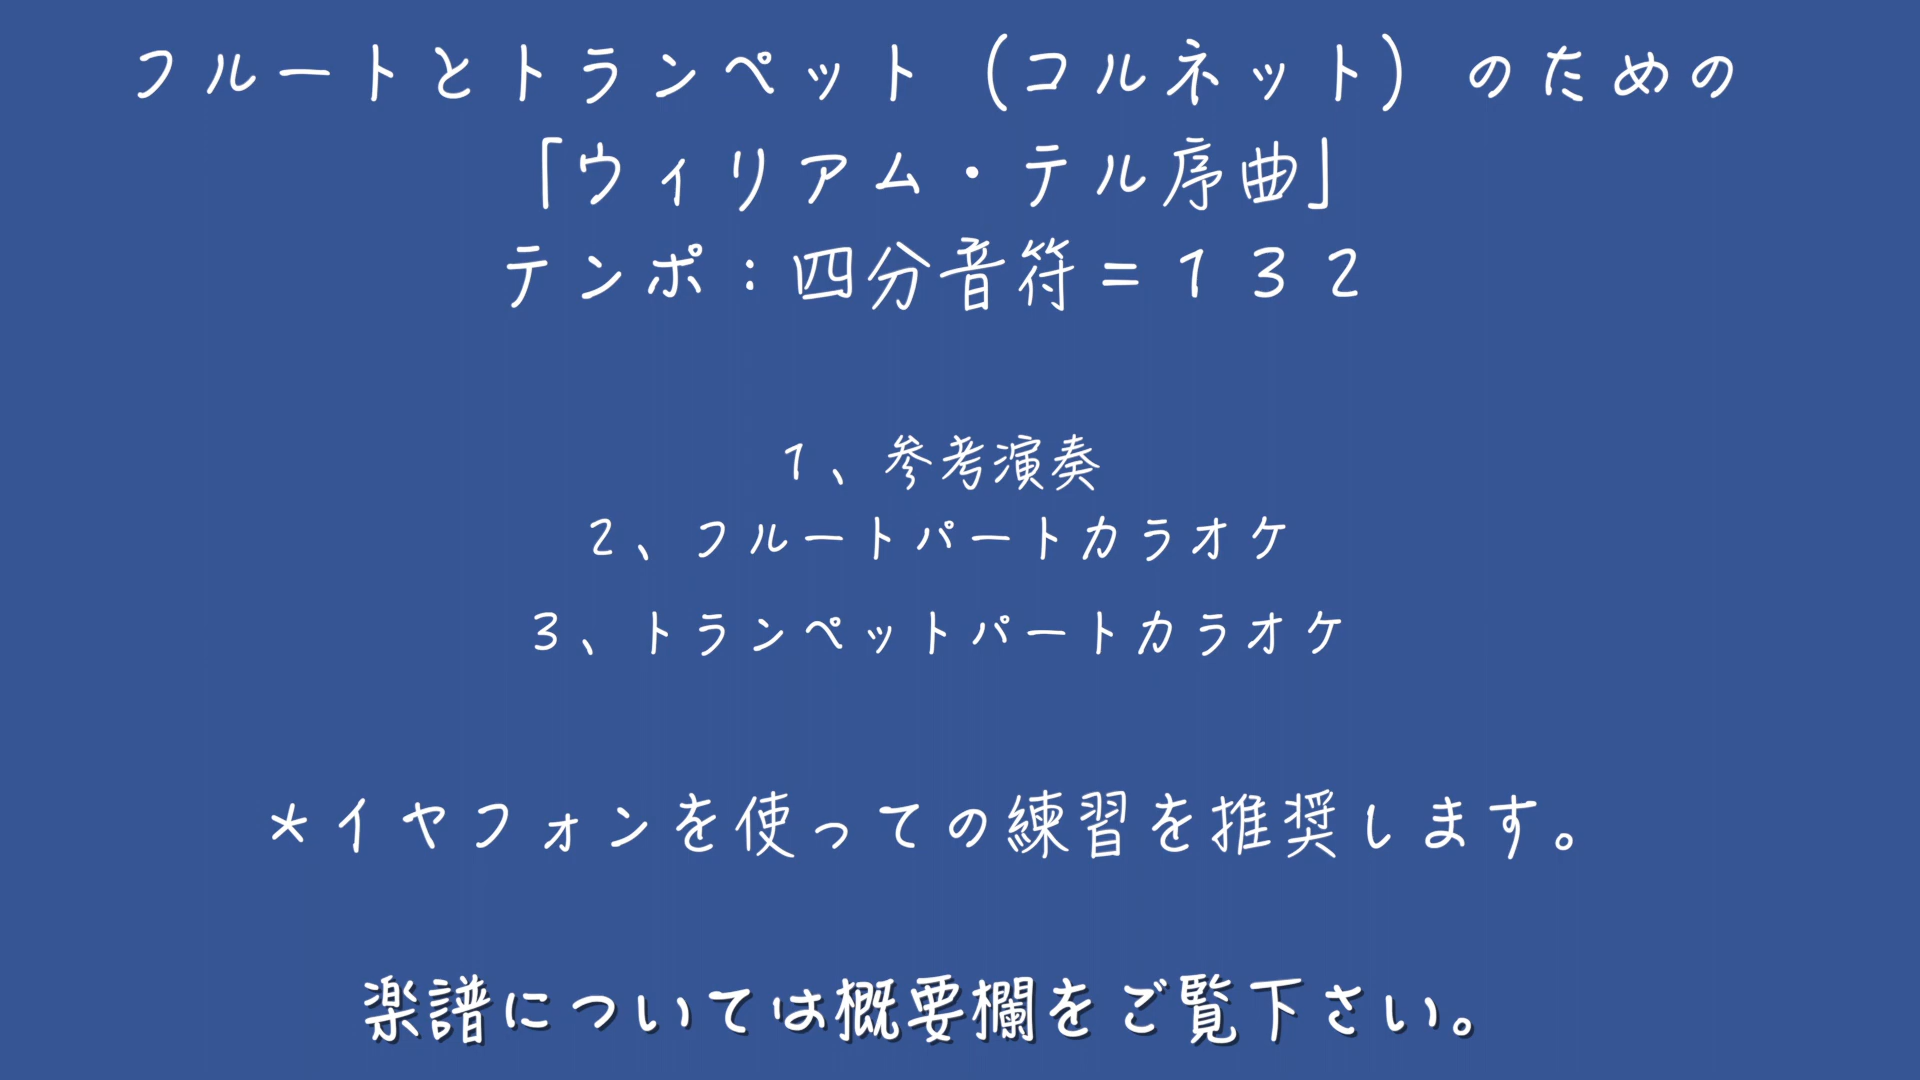 フルートとトランペット（コルネット）のための
「ウィリアム・テル序曲」
テンポ：四分音符＝１３２
１、参考演奏
２、フルートパートカラオケ
３、トランペットパートカラオケ
＊イヤフォンを使っての練習を推奨します。
楽譜については概要欄をご覧下さい。